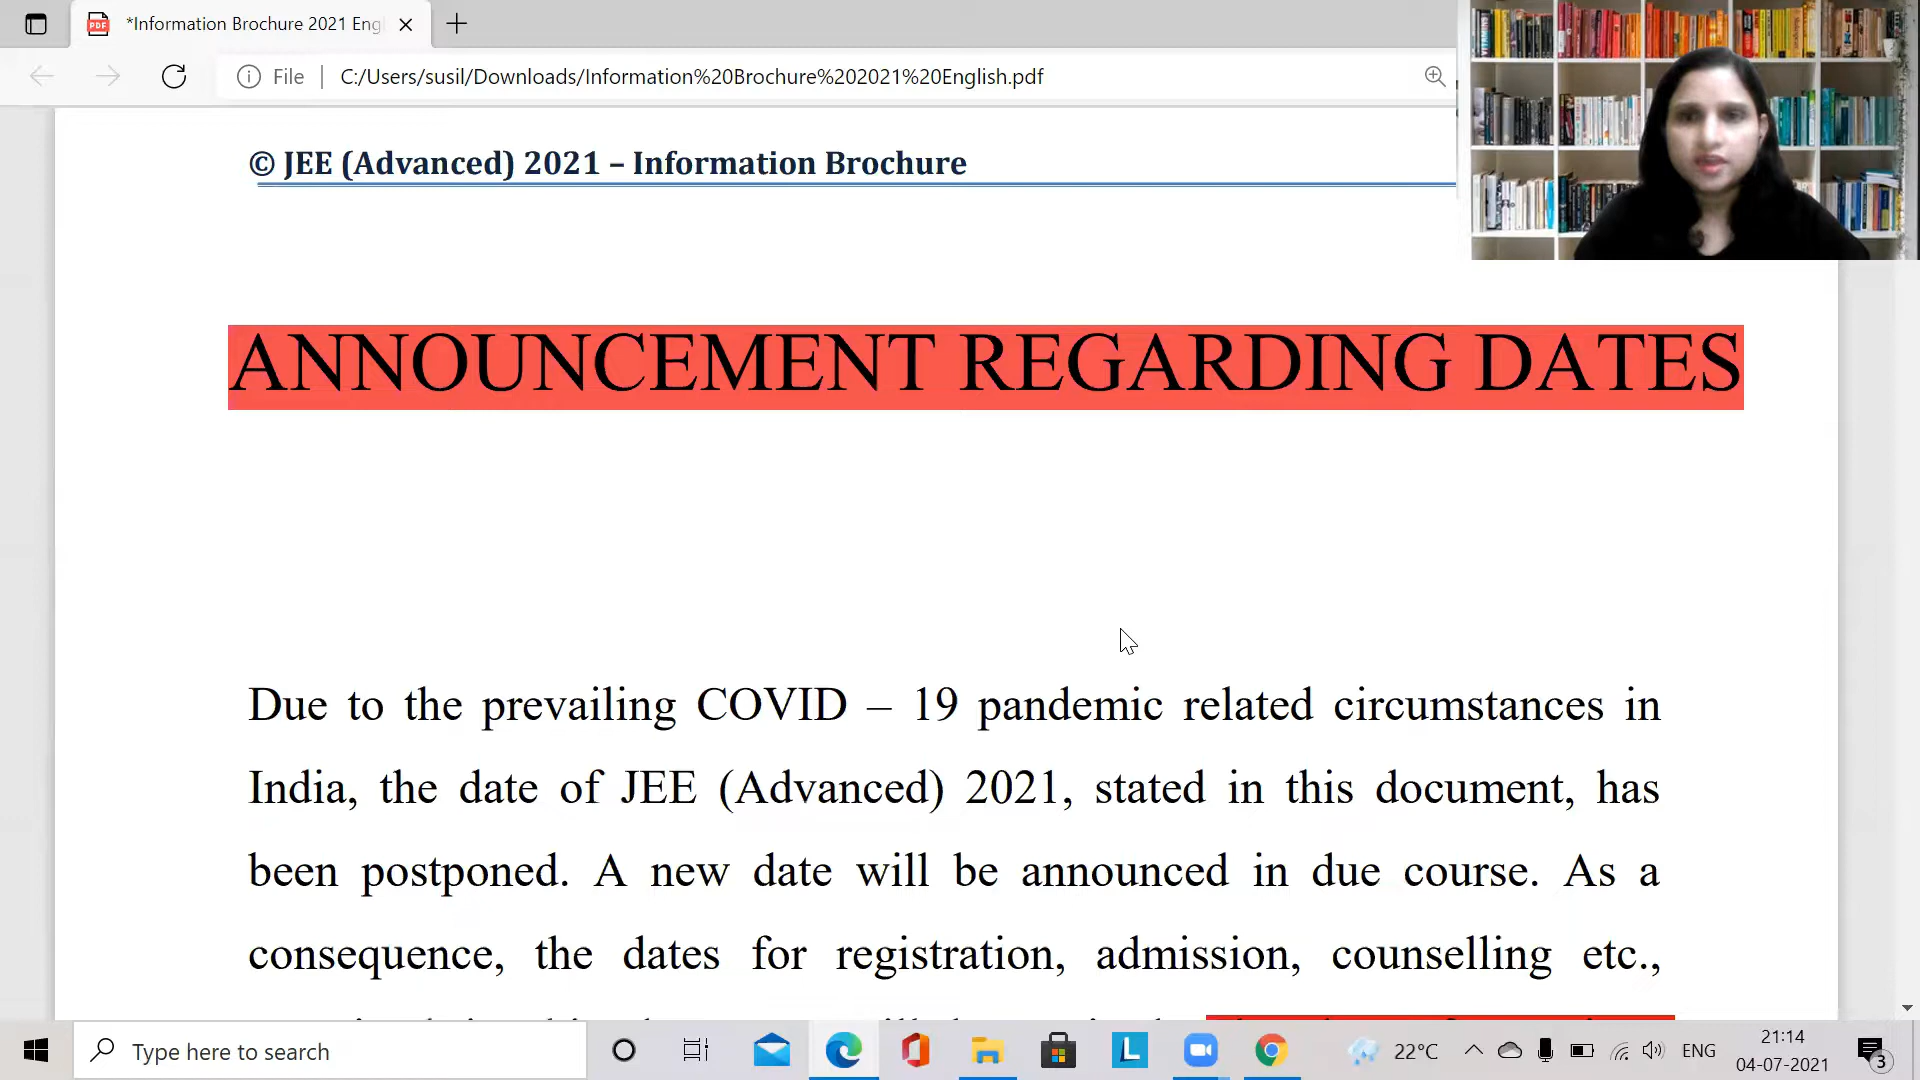 *Information Brochure 2021 Eng
File
C:/Users/susil/Downloads/Information%20Brochure%202021%20English.pdf
© JEE (Advanced) 2021 – Information Brochure
ANNOUNCEMENT REGARDING DATES
Due to the prevailing COVID – 19 pandemic related circumstances in
India, the date of JEE (Advanced) 2021, stated in this document, has
been postponed. A new date will be announced in due course. As a
consequence, the dates for registration, admission, counselling etc.,
Type here to search
L
22°C
ENG
21:14
04-07-2021
3